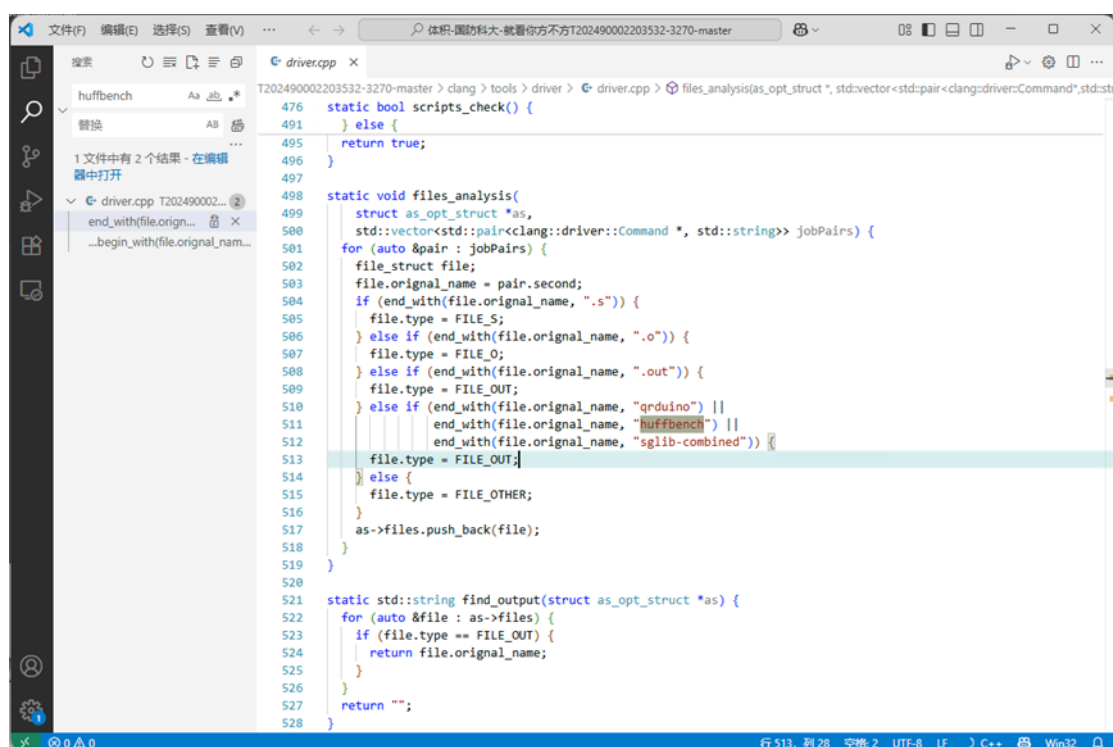 文件(F) 编辑(E) 选择(S) 查看(V) ··· ← → 体积-国防科大-就看你方不方T202490002203532-3270-master
搜索
driver.cpp ×
huffbench Aa ab .*
替换 AB
1 文件中有 2 个结果 - 在编辑
器中打开
driver.cpp T202490002... 2
end_with(file.orign... ×
...begin_with(file.orignal_nam...
T202490002203532-3270-master > clang > tools > driver > driver.cpp > files_analysis(as_opt_struct *, std::vector<std::pair<clang::driver::Command*,std::st
476 static bool scripts_check() {
491 } else {
495 return true;
496 }
497
498 static void files_analysis(
499 struct as_opt_struct *as,
500 std::vector<std::pair<clang::driver::Command *, std::string>> jobPairs) {
501 for (auto &pair : jobPairs) {
502 file_struct file;
503 file.orignal_name = pair.second;
504 if (end_with(file.orignal_name, ".s")) {
505 file.type = FILE_S;
506 } else if (end_with(file.orignal_name, ".o")) {
507 file.type = FILE_O;
508 } else if (end_with(file.orignal_name, ".out")) {
509 file.type = FILE_OUT;
510 } else if (end_with(file.orignal_name, "qrduino") ||
511 end_with(file.orignal_name, "huffbench") ||
512 end_with(file.orignal_name, "sglib-combined")) {
513 file.type = FILE_OUT;
514 } else {
515 file.type = FILE_OTHER;
516 }
517 as->files.push_back(file);
518 }
519 }
520
521 static std::string find_output(struct as_opt_struct *as) {
522 for (auto &file : as->files) {
523 if (file.type == FILE_OUT) {
524 return file.orignal_name;
525 }
526 }
527 return "";
528 }
1
0 0 行 513，列 28 空格: 2 UTF-8 LF C++ Win32